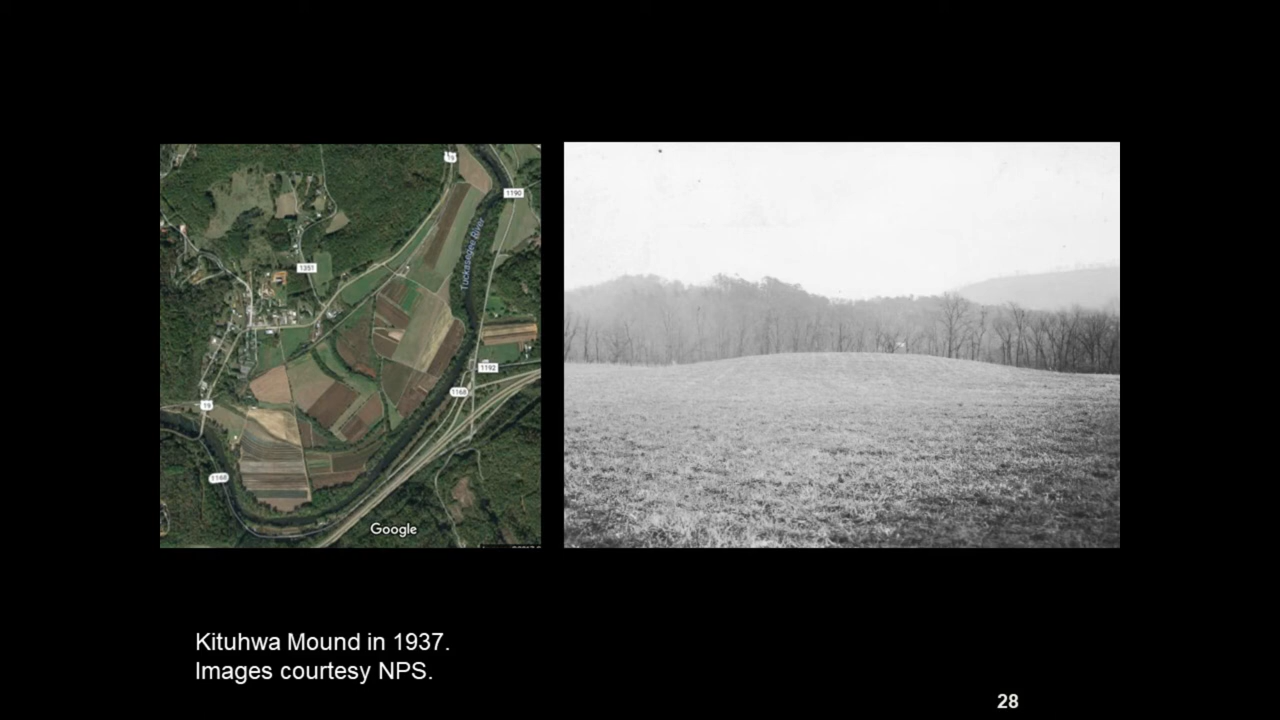 19
1190
Tuckasegee River
1351
1192
1168
19
1168
Google
Kituhwa Mound in 1937.
Images courtesy NPS.
28